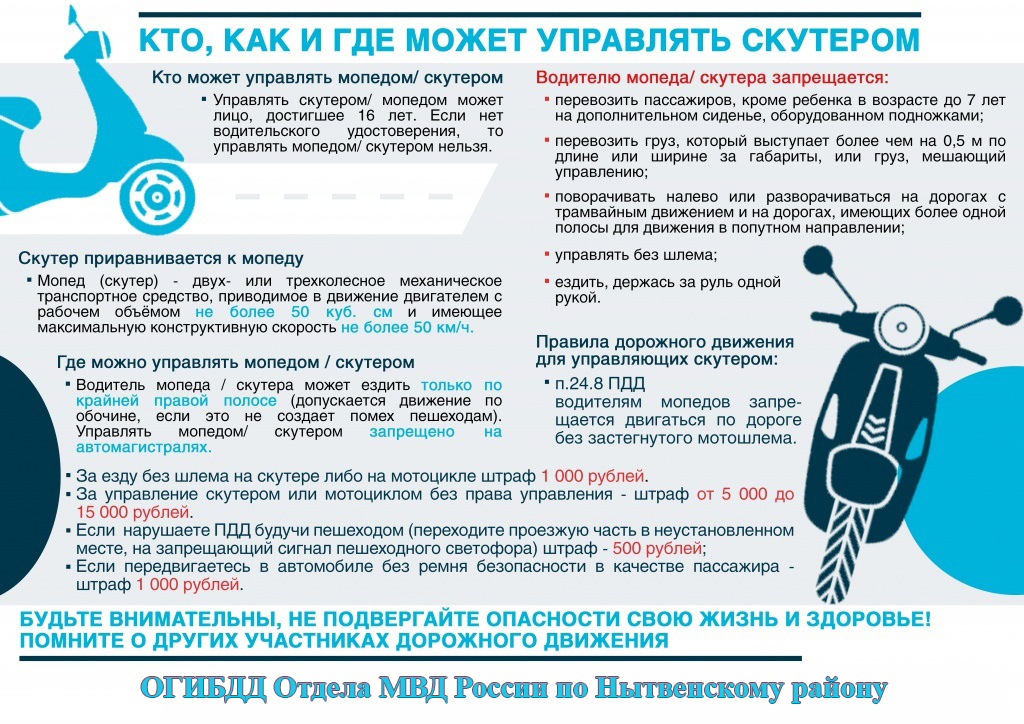 КТО, КАК И ГДЕ МОЖЕТ УПРАВЛЯТЬ СКУТЕРОМ
Кто может управлять мопедом/ скутером
▪ Управлять скутером/ мопедом может
лицо, достигшее 16 лет. Если нет
водительского удостоверения, то
управлять мопедом/ скутером нельзя.
Скутер приравнивается к мопеду
▪ Мопед (скутер) - двух- или трехколесное механическое
транспортное средство, приводимое в движение двигателем с
рабочем объёмом не более 50 куб. см и имеющее
максимальную конструктивную скорость не более 50 км/ч.
Где можно управлять мопедом / скутером
▪ Водитель мопеда / скутера может ездить только по
крайней правой полосе (допускается движение по
обочине, если это не создает помех пешеходам).
Управлять мопедом/ скутером запрещено на
автомагистралях.
Водителю мопеда/ скутера запрещается:
▪ перевозить пассажиров, кроме ребенка в возрасте до 7 лет
на дополнительном сиденье, оборудованном подножками;
▪ перевозить груз, который выступает более чем на 0,5 м по
длине или ширине за габариты, или груз, мешающий
управлению;
▪ поворачивать налево или разворачиваться на дорогах с
трамвайным движением и на дорогах, имеющих более одной
полосы для движения в попутном направлении;
▪ управлять без шлема;
▪ ездить, держась за руль одной
рукой.
Правила дорожного движения
для управляющих скутером:
▪ п.24.8 ПДД
водителям мопедов запре-
щается двигаться по дороге
без застегнутого мотошлема.
▪ За езду без шлема на скутере либо на мотоцикле штраф 1 000 рублей.
▪ За управление скутером или мотоциклом без права управления - штраф от 5 000 до
15 000 рублей.
▪ Если нарушаете ПДД будучи пешеходом (переходите проезжую часть в неустановленном
месте, на запрещающий сигнал пешеходного светофора) штраф - 500 рублей;
▪ Если передвигаетесь в автомобиле без ремня безопасности в качестве пассажира -
штраф 1 000 рублей.
БУДЬТЕ ВНИМАТЕЛЬНЫ, НЕ ПОДВЕРГАЙТЕ ОПАСНОСТИ СВОЮ ЖИЗНЬ И ЗДОРОВЬЕ!
ПОМНИТЕ О ДРУГИХ УЧАСТНИКАХ ДОРОЖНОГО ДВИЖЕНИЯ
ОГИБДД Отдела МВД России по Нытвенскому району